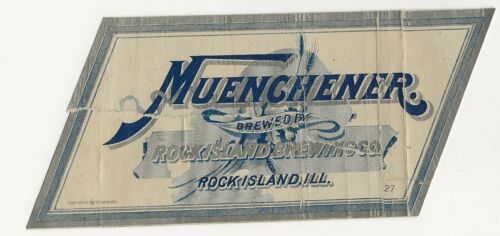 MUENCHENER.
BREWED BY
ROCK ISLAND BREWING CO.
ROCK ISLAND, ILL.
27